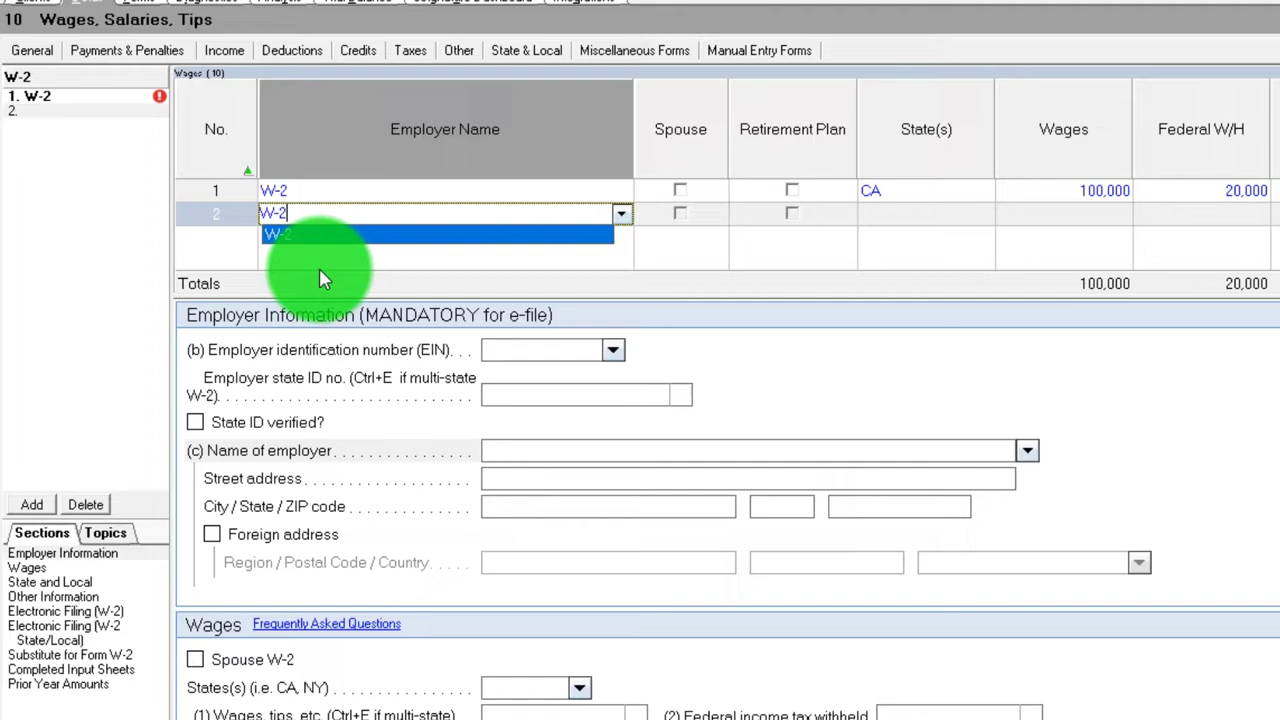 10 Wages, Salaries, Tips
General Payments & Penalties Income Deductions Credits Taxes Other State & Local Miscellaneous Forms Manual Entry Forms
W-2
1. W-2
2.
Wages (10)
No. Employer Name Spouse Retirement Plan State(s) Wages Federal W/H
1 W-2 CA 100,000 20,000
2 W-2
W-2
Totals 100,000 20,000
Employer Information (MANDATORY for e-file)
(b) Employer identification number (EIN). . .
Employer state ID no. (Ctrl+E if multi-state
W-2). . . . . . . . . . . . . . . . . . . . . . . . . . . .
State ID verified?
(c) Name of employer . . . . . . . . . . . . . . .
Street address . . . . . . . . . . . . . . . . . .
City / State / ZIP code . . . . . . . . . . . . . .
Foreign address
Region / Postal Code / Country. . . . .
Add Delete
Sections Topics
Employer Information
Wages
State and Local
Other Information
Electronic Filing (W-2)
Electronic Filing (W-2
State/Local)
Substitute for Form W-2
Completed Input Sheets
Prior Year Amounts
Wages Frequently Asked Questions
Spouse W-2
States(s) (i.e. CA, NY) . . . . . . . . . . . . . . .
(1) Wages, tips, etc. (Ctrl+E if multi-state) (2) Federal income tax withheld